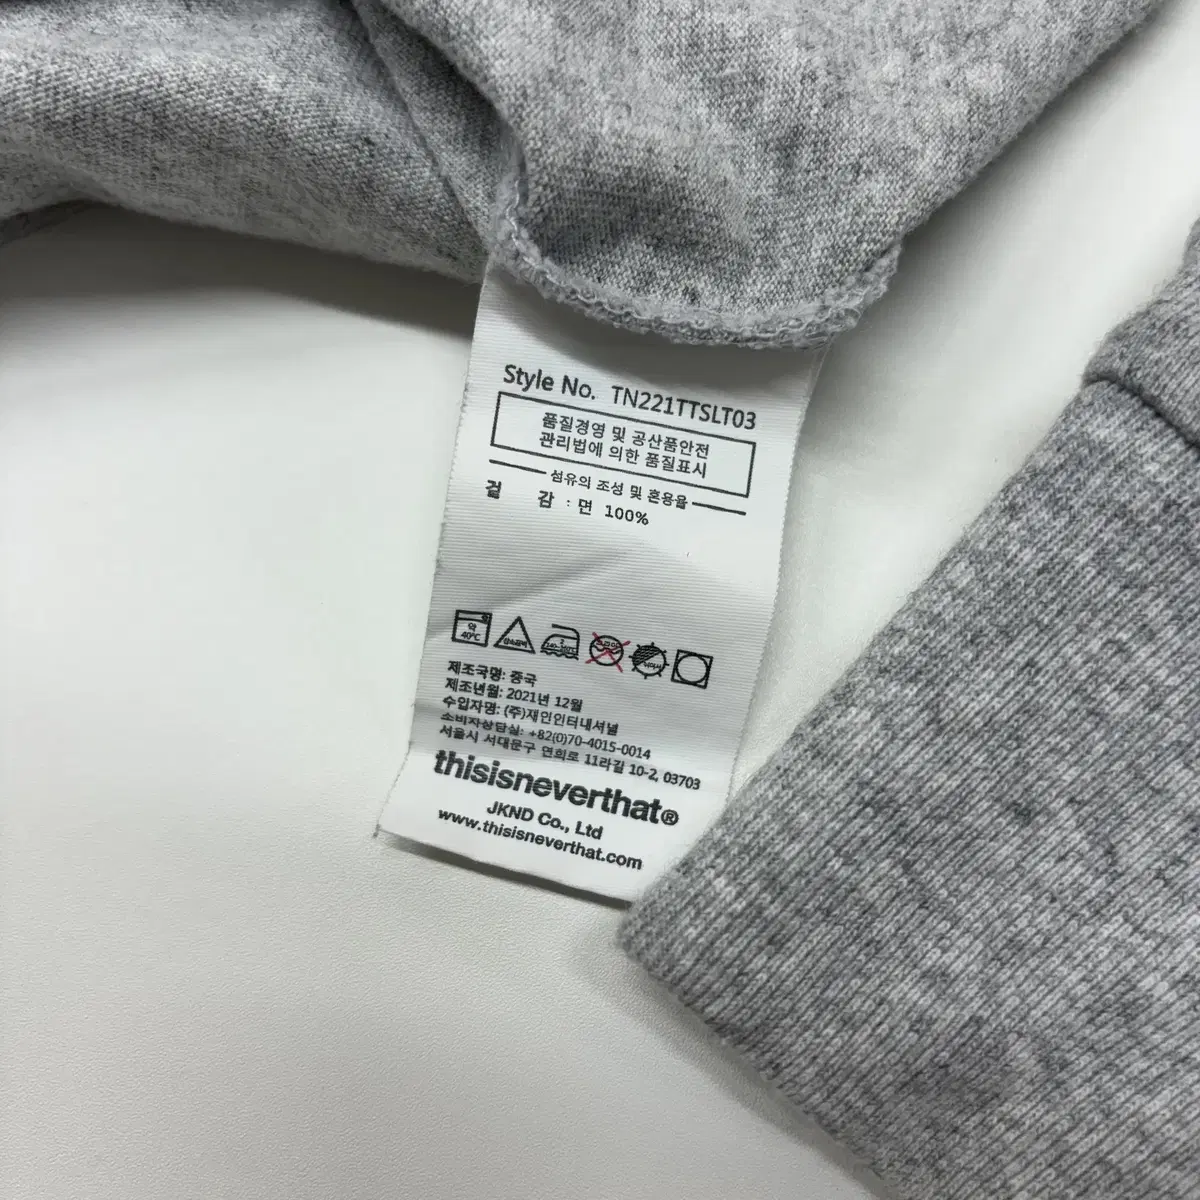 Style No. TN221TTSLT03
품질경영 및 공산품안전
관리법에 의한 품질표시
섬유의 조성 및 혼용율
겉 감 : 면 100%
약
40℃
제조국명: 중국
제조년월: 2021년 12월
수입자명: (주)재인인터내셔널
소비자상담실: +82(0)70-4015-0014
서울시 서대문구 연희로 11라길 10-2, 03703
thisisneverthat®
JKND Co., Ltd
www.thisisneverthat.com